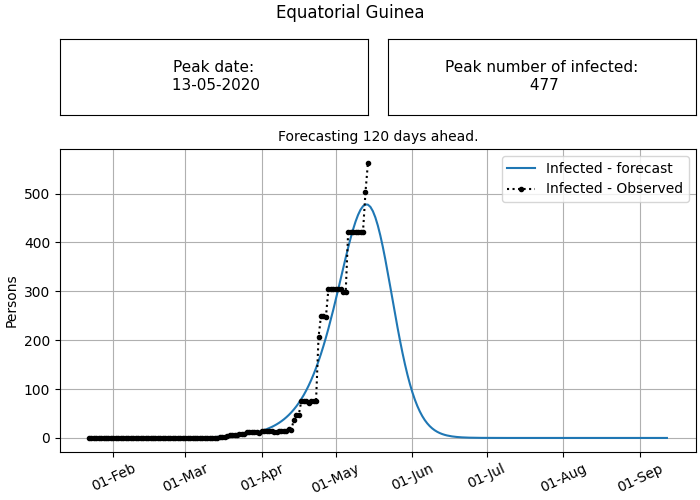 Equatorial Guinea
Peak date:
13-05-2020
Peak number of infected:
477
Forecasting 120 days ahead.
Infected - forecast
Infected - Observed
Persons
500
400
300
200
100
0
01-Feb
01-Mar
01-Apr
01-May
01-Jun
01-Jul
01-Aug
01-Sep